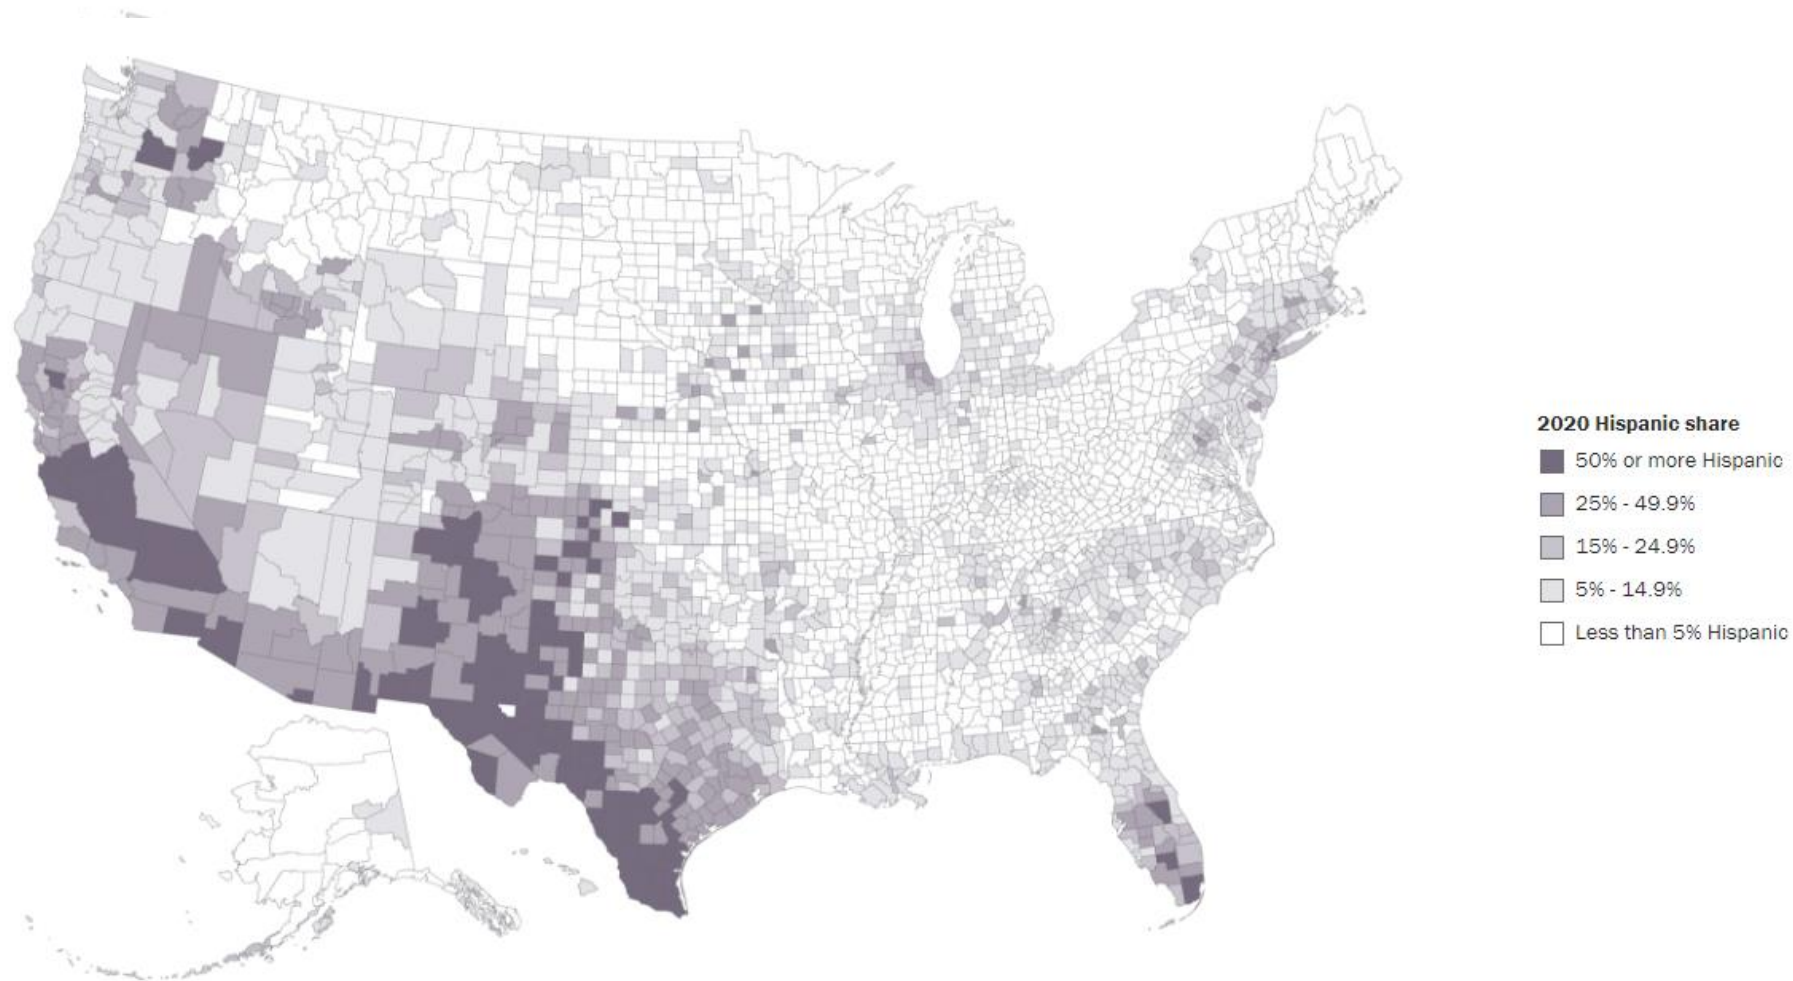 2020 Hispanic share
50% or more Hispanic
25% - 49.9%
15% - 24.9%
5% - 14.9%
Less than 5% Hispanic